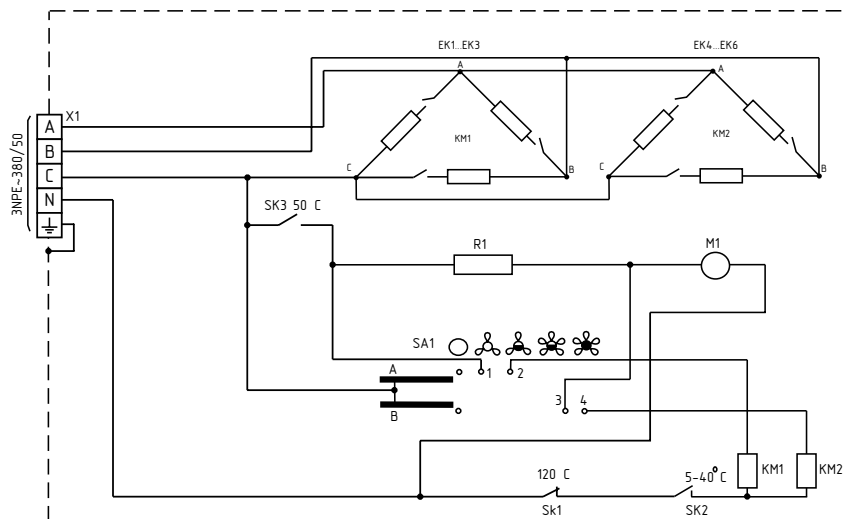 EK1...EK3
EK4...EK6
A
A
X1
A
B
C
N
3NPE~380/50
KM1
KM2
C
B
C
B
SK3 50 C
R1
M1
SA1
A
1
2
B
3
4
120 C
5-40°C
KM1
KM2
Sk1
SK2